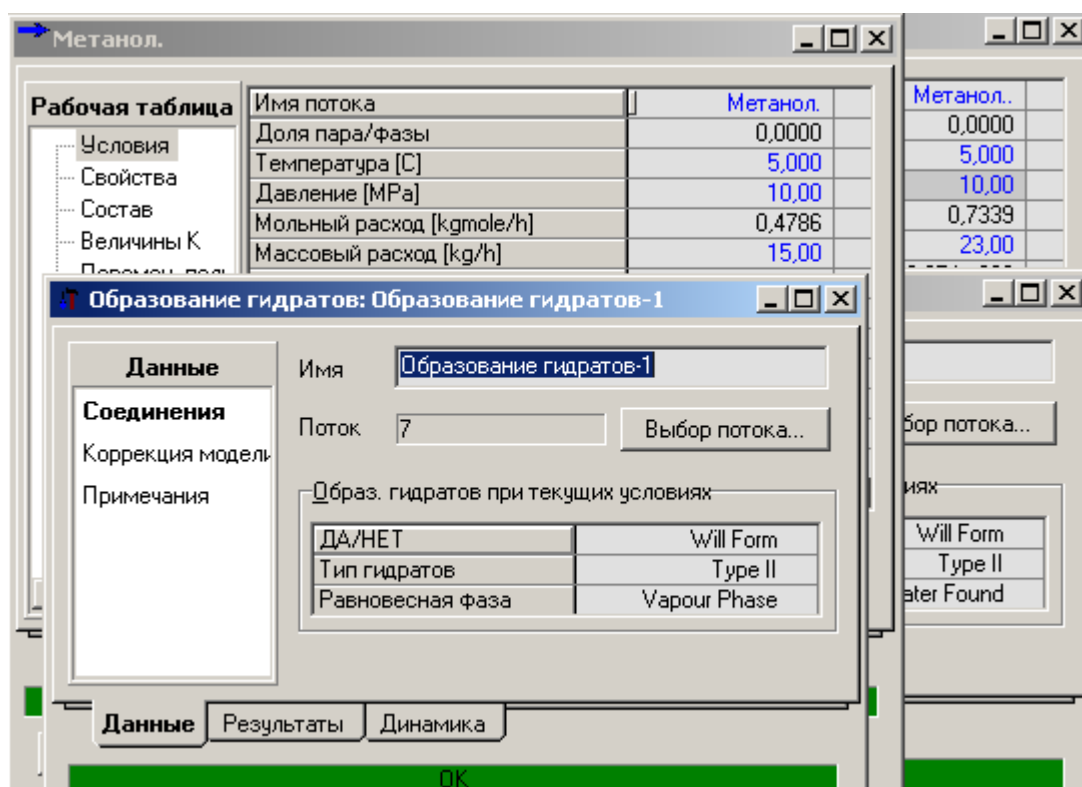 Метанол.
Рабочая таблица
Условия
Свойства
Состав
Величины К
Имя потока Метанол.
Доля пара/фазы 0,0000
Температура [C] 5,000
Давление [MPa] 10,00
Мольный расход [kgmole/h] 0,4786
Массовый расход [kg/h] 15,00
Метанол..
0,0000
5,000
10,00
0,7339
23,00
Образование гидратов: Образование гидратов-1
Данные
Соединения
Коррекция модели
Примечания
Имя Образование гидратов-1
Поток 7 Выбор потока...
Образ. гидратов при текущих условиях
ДА/НЕТ Will Form
Тип гидратов Type II
Равновесная фаза Vapour Phase
бор потока...
иях
Will Form
Type II
ater Found
Данные Результаты Динамика
OK